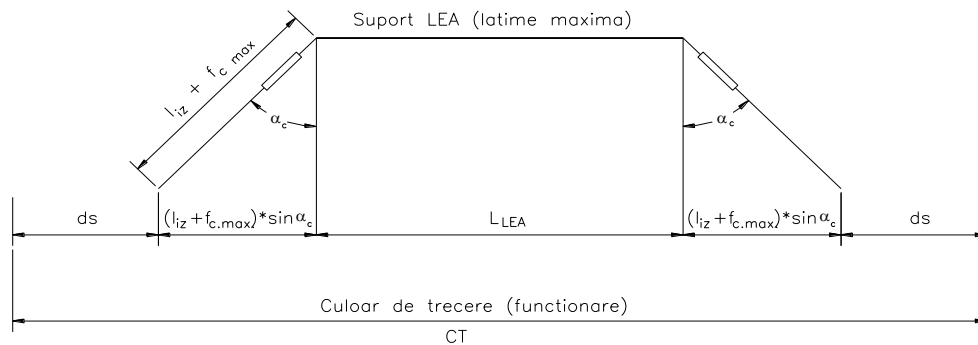 Suport LEA (latime maxima)
l_iz + f_c max
α_c
α_c
ds
(l_iz+f_c.max)*sinα_c
L_LEA
(l_iz+f_c.max)*sinα_c
ds
Culoar de trecere (functionare)
CT